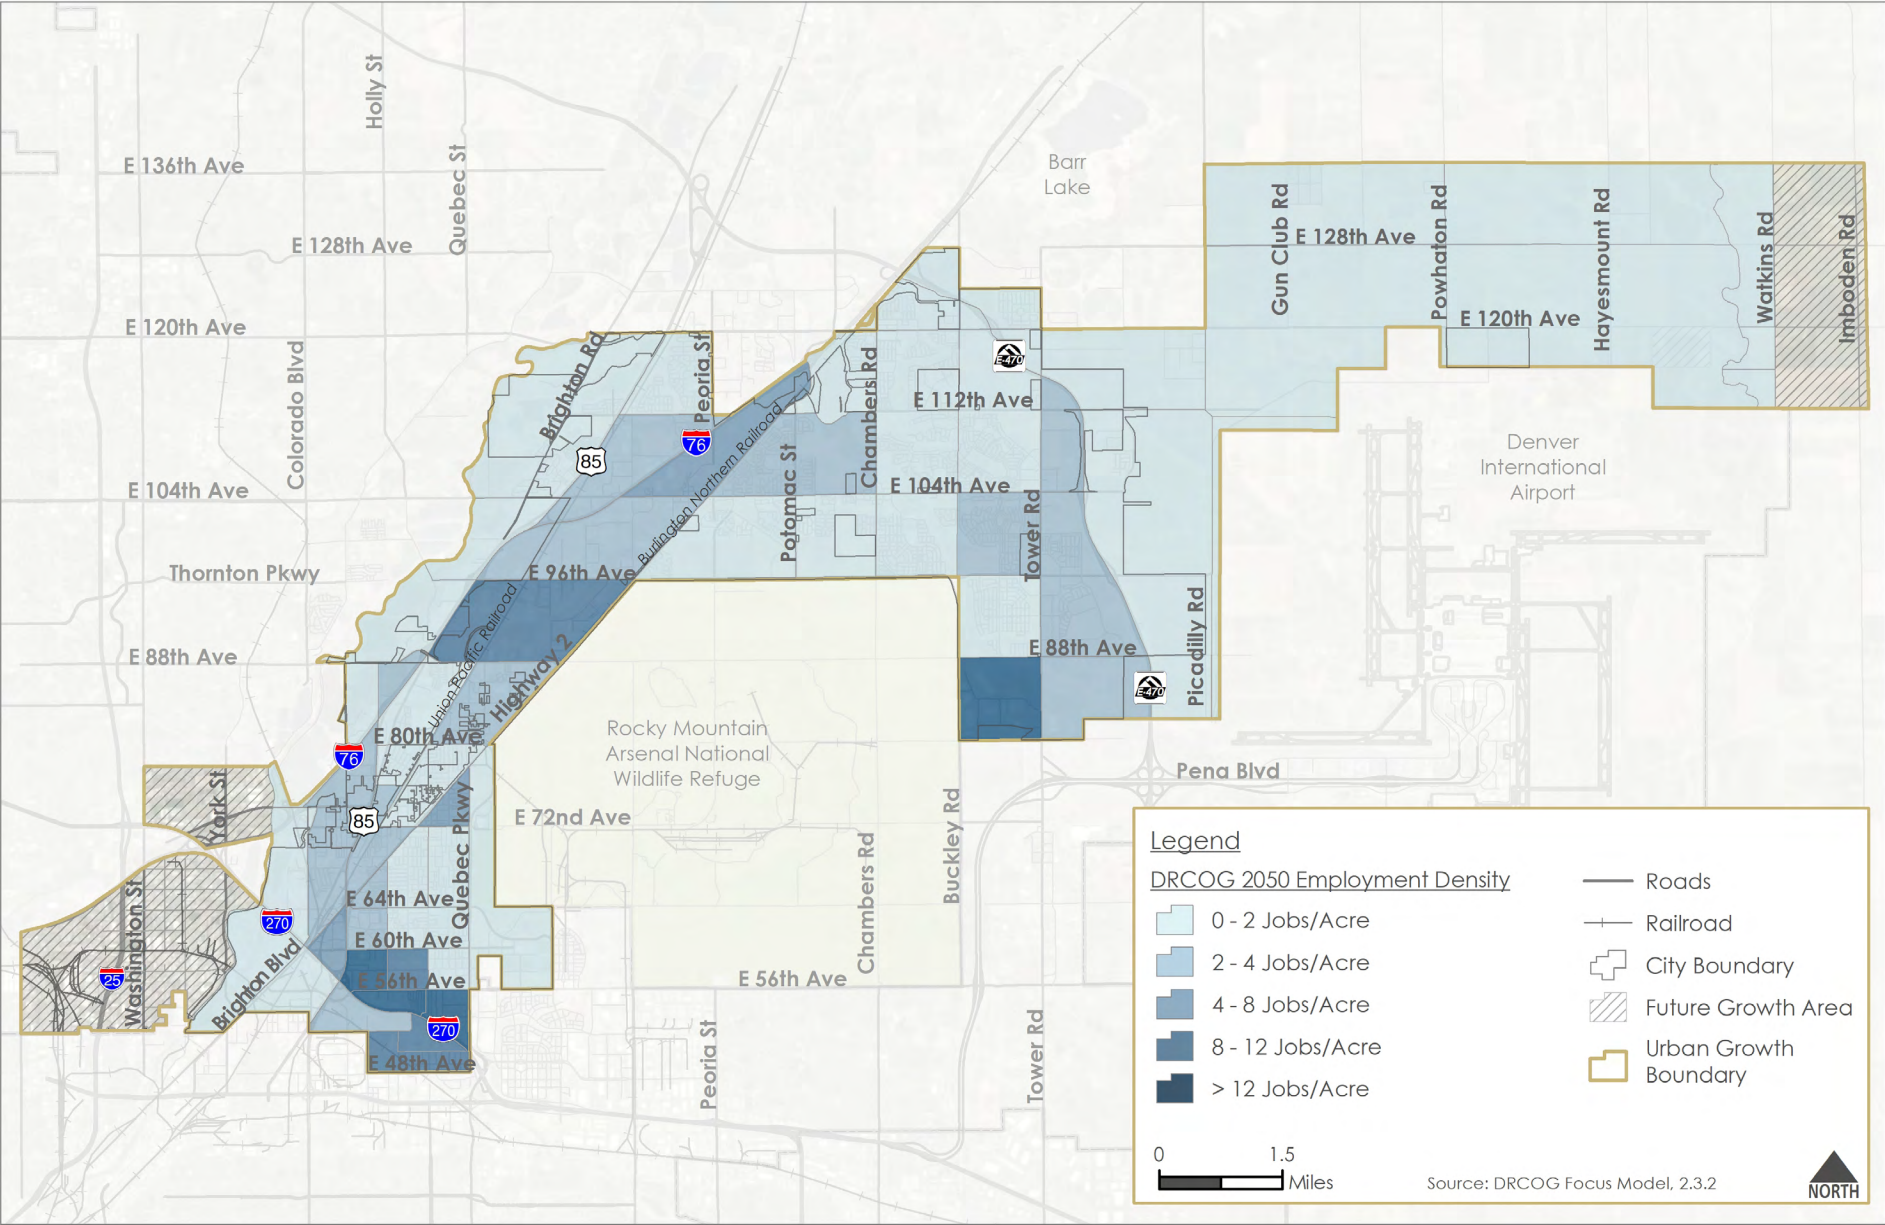 Holly St
Quebec St
E 136th Ave
E 128th Ave
E 120th Ave
Colorado Blvd
E 104th Ave
Thornton Pkwy
E 88th Ave
Barr
Lake
Gun Club Rd
E 128th Ave
Powhaton Rd
Hayesmount Rd
Watkins Rd
Imboden Rd
E 120th Ave
Brighton Rd
Peoria St
E-470
Chambers Rd
E 112th Ave
76
85
Burlington Northern Railroad
Potomac St
E 104th Ave
Tower Rd
Denver
International
Airport
E 96th Ave
Union Pacific Railroad
Highway 2
E 88th Ave
Picadilly Rd
E-470
E 80th Ave
76
Rocky Mountain
Arsenal National
Wildlife Refuge
Pena Blvd
York St
85
Quebec Pkwy
E 72nd Ave
Chambers Rd
Buckley Rd
Washington St
E 64th Ave
270
E 60th Ave
Brighton Blvd
25
E 56th Ave
E 56th Ave
270
E 48th Ave
Peoria St
Tower Rd
Legend
DRCOG 2050 Employment Density
0 - 2 Jobs/Acre
2 - 4 Jobs/Acre
4 - 8 Jobs/Acre
8 - 12 Jobs/Acre
> 12 Jobs/Acre
Roads
Railroad
City Boundary
Future Growth Area
Urban Growth
Boundary
0 1.5
Miles
Source: DRCOG Focus Model, 2.3.2
NORTH